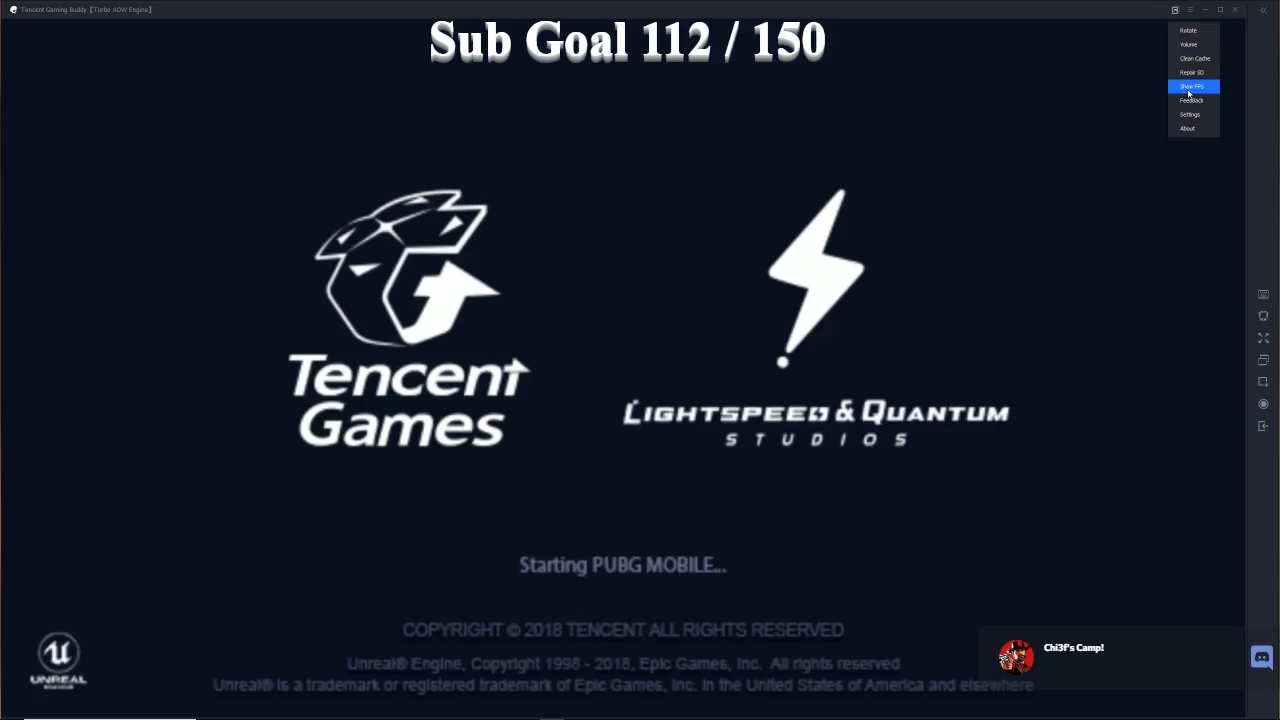 Tencent Gaming Buddy【Turbo AOW Engine】
Sub Goal 112 / 150
Rotate
Volume
Clean Cache
Repair SD
Show FPS
Feedback
Settings
About
Tencent
Games
LIGHTSPEED & QUANTUM
STUDIOS
Starting PUBG MOBILE...
COPYRIGHT © 2018 TENCENT ALL RIGHTS RESERVED
Unreal® Engine, Copyright 1998 - 2018, Epic Games, Inc. All rights reserved
Unreal® is a trademark or registered trademark of Epic Games, Inc. in the United States of America and elsewhere
UNREAL
Chi3f's Camp!